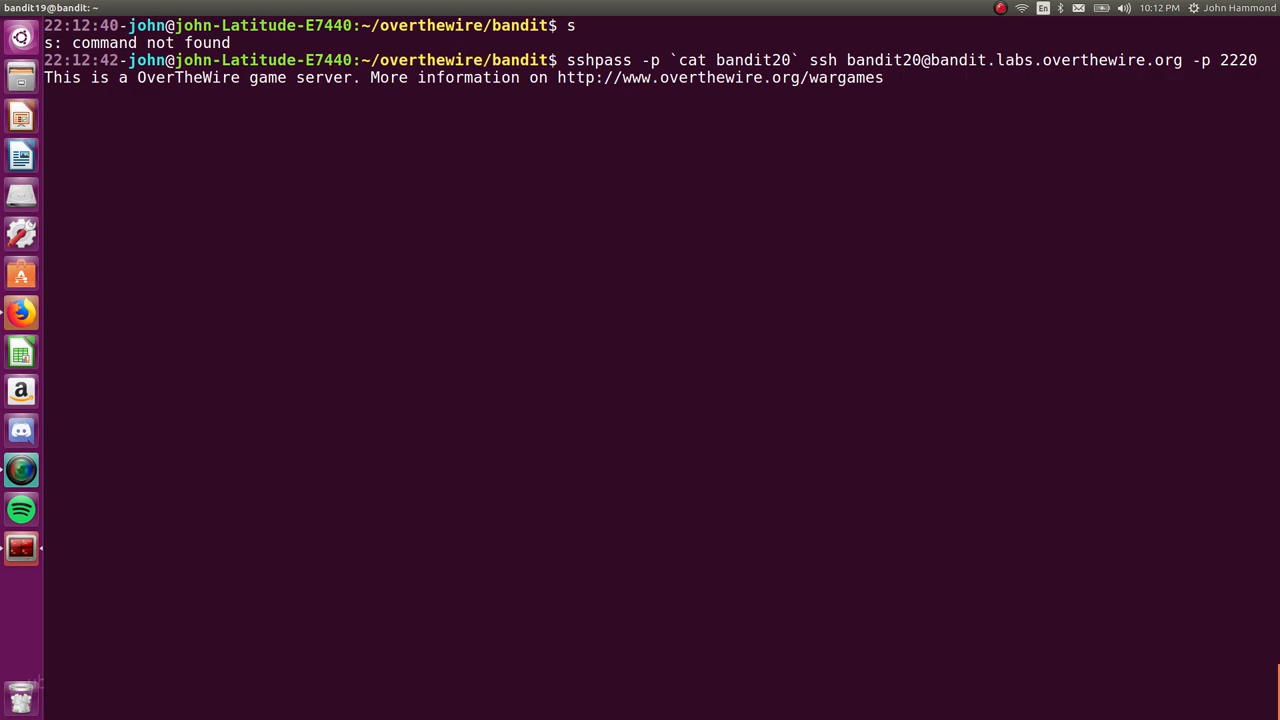 bandit19@bandit: ~
En
10:12 PM
John Hammond
22:12:40-john@john-Latitude-E7440:~/overthewire/bandit$ s
s: command not found
22:12:42-john@john-Latitude-E7440:~/overthewire/bandit$ sshpass -p `cat bandit20` ssh bandit20@bandit.labs.overthewire.org -p 2220
This is a OverTheWire game server. More information on http://www.overthewire.org/wargames